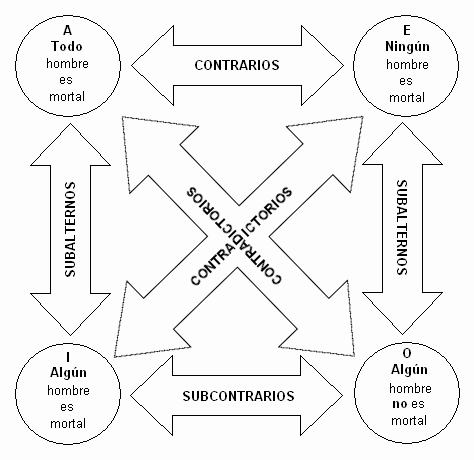 A
Todo
hombre
es
mortal
CONTRARIOS
E
Ningún
hombre
es
mortal
SUBALTERNOS
CONTRADICTORIOS
CONTRADICTORIOS
SUBALTERNOS
I
Algún
hombre
es
mortal
SUBCONTRARIOS
O
Algún
hombre
no es
mortal